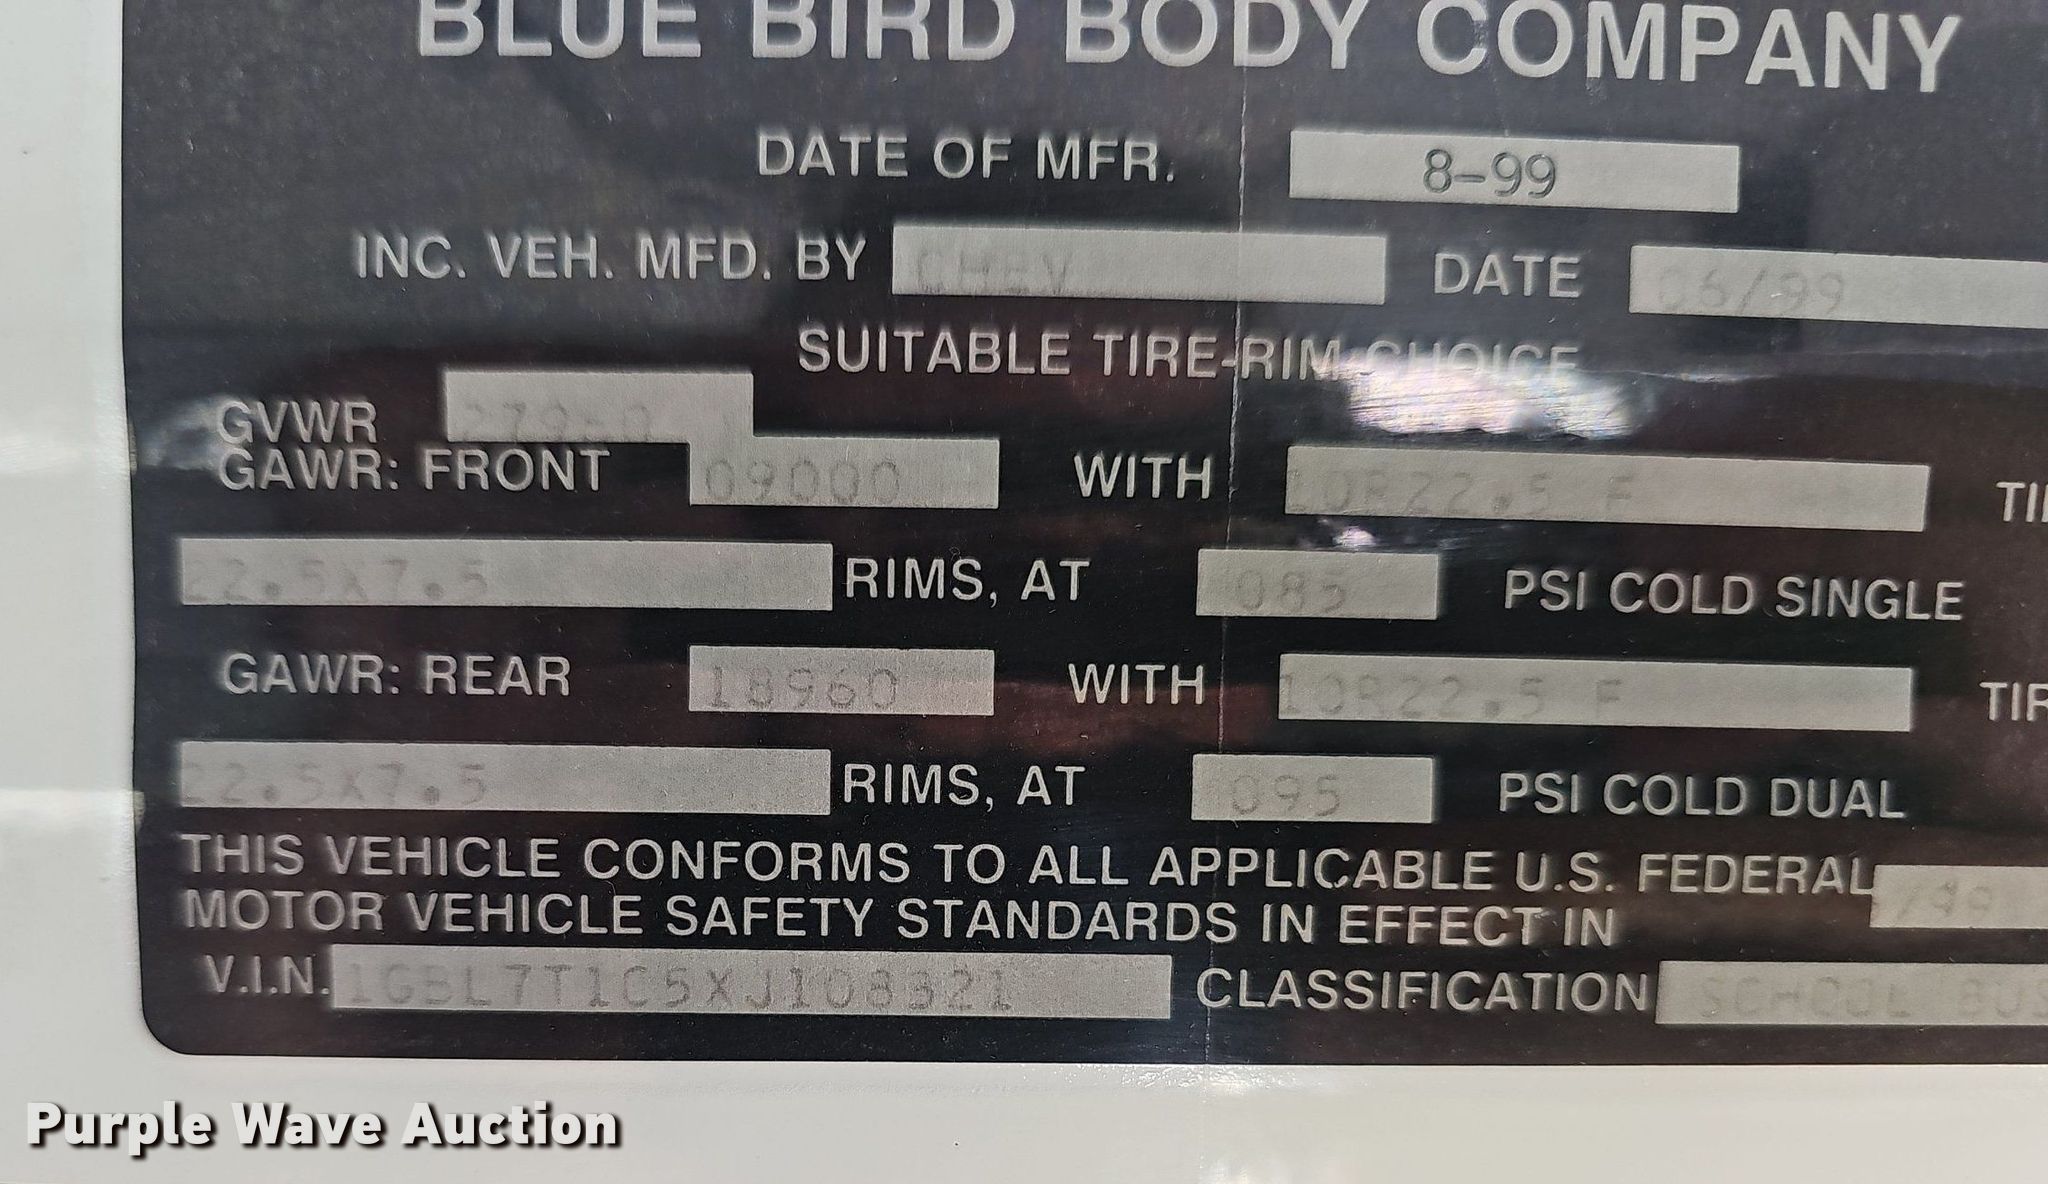 BLUE BIRD BODY COMPANY
DATE OF MFR. 8-99
INC. VEH. MFD. BY CHEV DATE 06/99
SUITABLE TIRE-RIM CHOICE
GVWR 27960
GAWR: FRONT 09000 WITH 10R22.5 F TI
22.5X7.5 RIMS, AT 085 PSI COLD SINGLE
GAWR: REAR 18960 WITH 10R22.5 F TIR
22.5X7.5 RIMS, AT 095 PSI COLD DUAL
THIS VEHICLE CONFORMS TO ALL APPLICABLE U.S. FEDERAL /99
MOTOR VEHICLE SAFETY STANDARDS IN EFFECT IN
V.I.N. 1GBL7T1C5XJ108321 CLASSIFICATION SCHOOL BUS
Purple Wave Auction